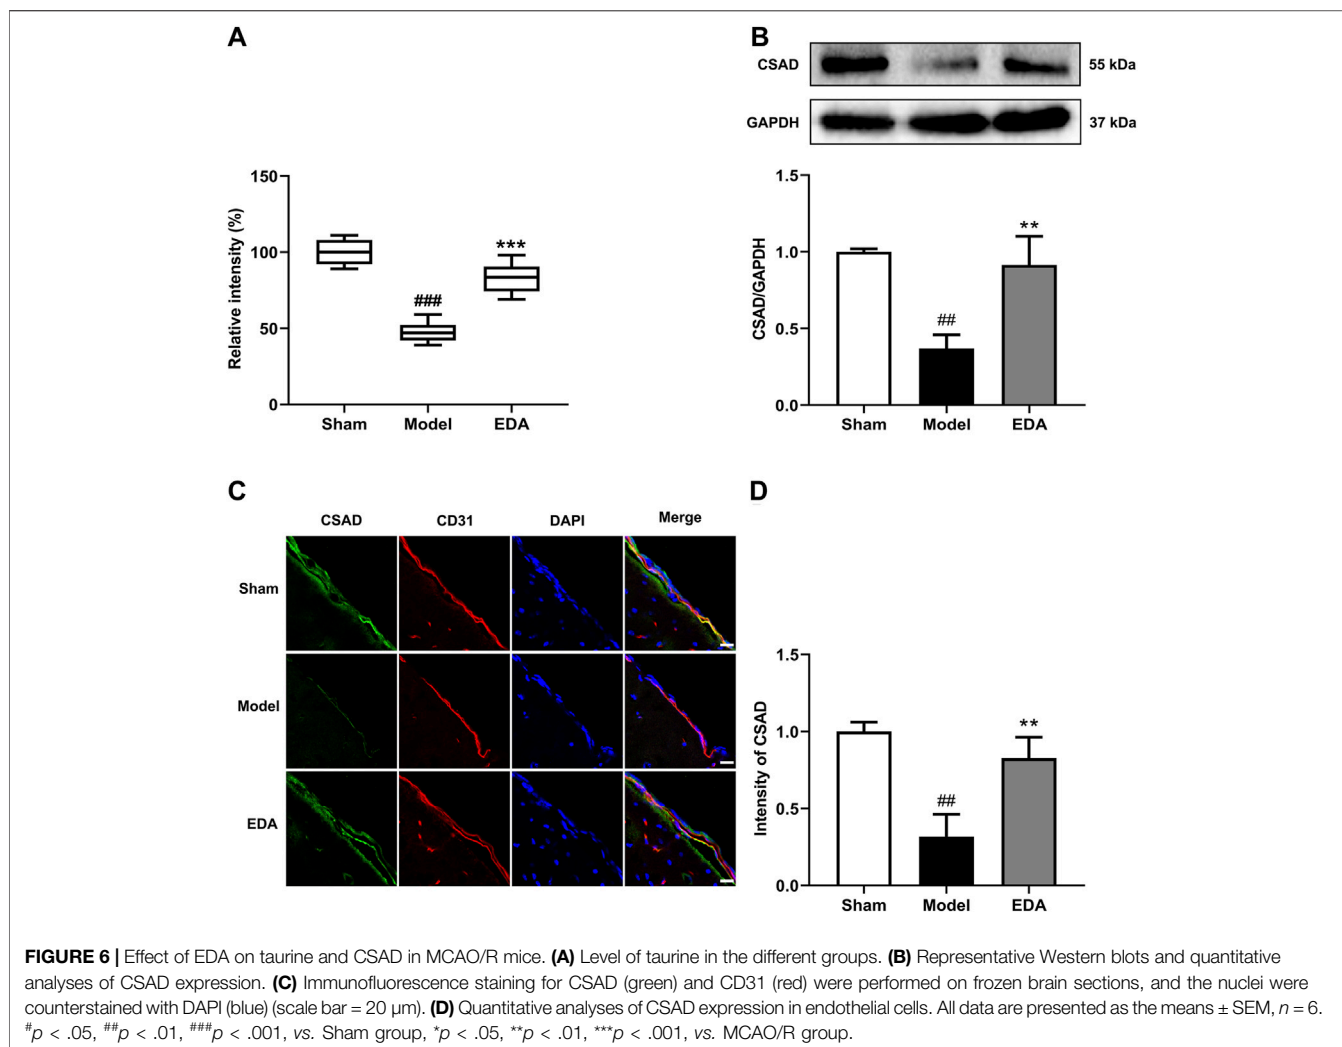 A
Relative intensity (%)
150
100
50
0
###
***
Sham Model EDA
B
CSAD 55 kDa
GAPDH 37 kDa
CSAD/GAPDH
1.5
1.0
0.5
0.0
##
**
Sham Model EDA
C
CSAD CD31 DAPI Merge
Sham
Model
EDA
D
Intensity of CSAD
1.5
1.0
0.5
0.0
##
**
Sham Model EDA
FIGURE 6 | Effect of EDA on taurine and CSAD in MCAO/R mice. (A) Level of taurine in the different groups. (B) Representative Western blots and quantitative
analyses of CSAD expression. (C) Immunofluorescence staining for CSAD (green) and CD31 (red) were performed on frozen brain sections, and the nuclei were
counterstained with DAPI (blue) (scale bar = 20 μm). (D) Quantitative analyses of CSAD expression in endothelial cells. All data are presented as the means ± SEM, n = 6.
#p < .05, ##p < .01, ###p < .001, vs. Sham group, *p < .05, **p < .01, ***p < .001, vs. MCAO/R group.